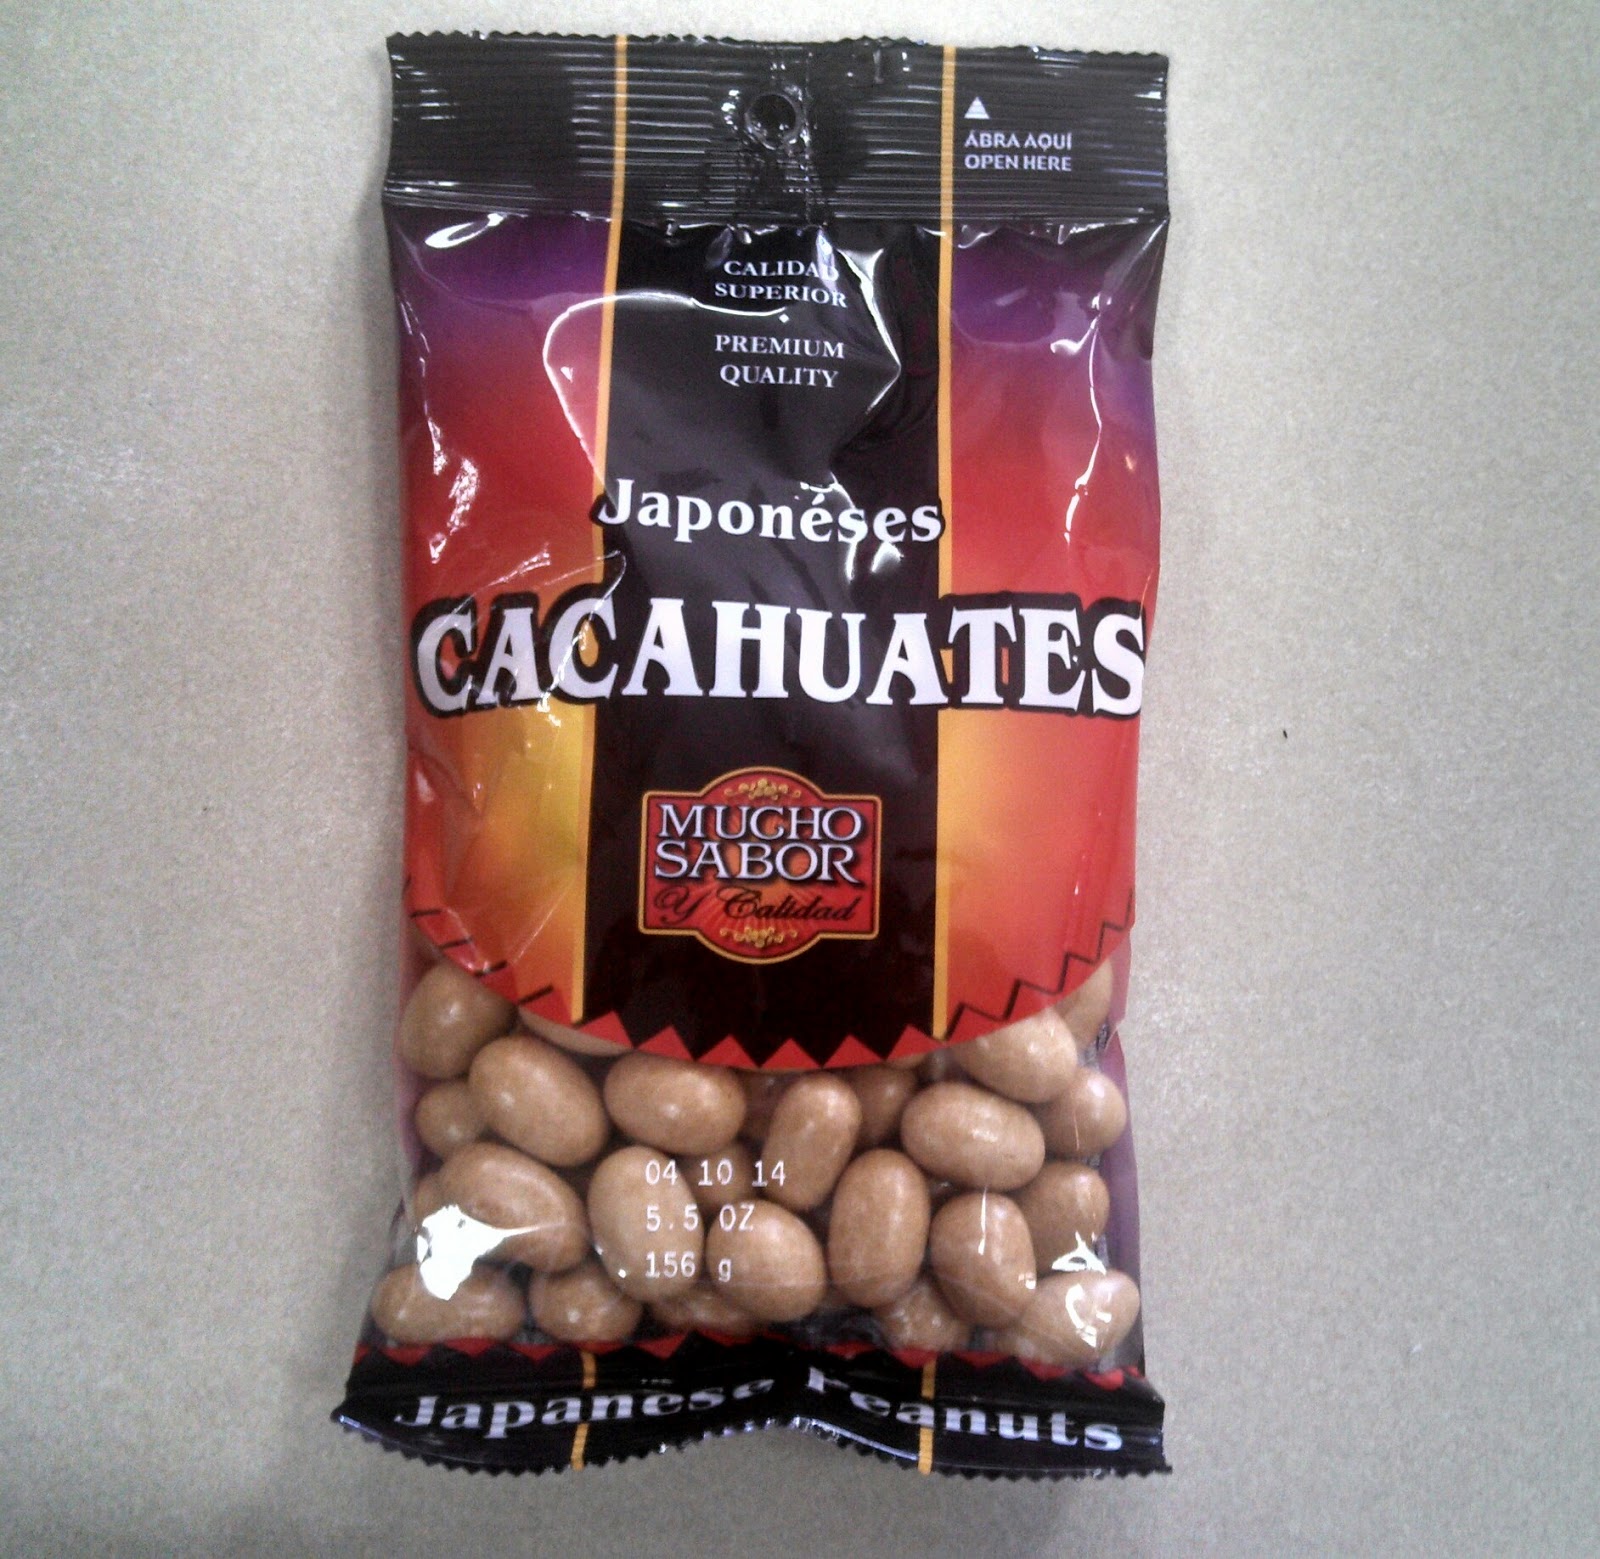 ÁBRA AQUÍ
OPEN HERE
CALIDAD
SUPERIOR
PREMIUM
QUALITY
Japonéses
CACAHUATES
MUCHO
SABOR
Y Calidad
04 10 14
5.5 OZ
156 g
Japanese Peanuts